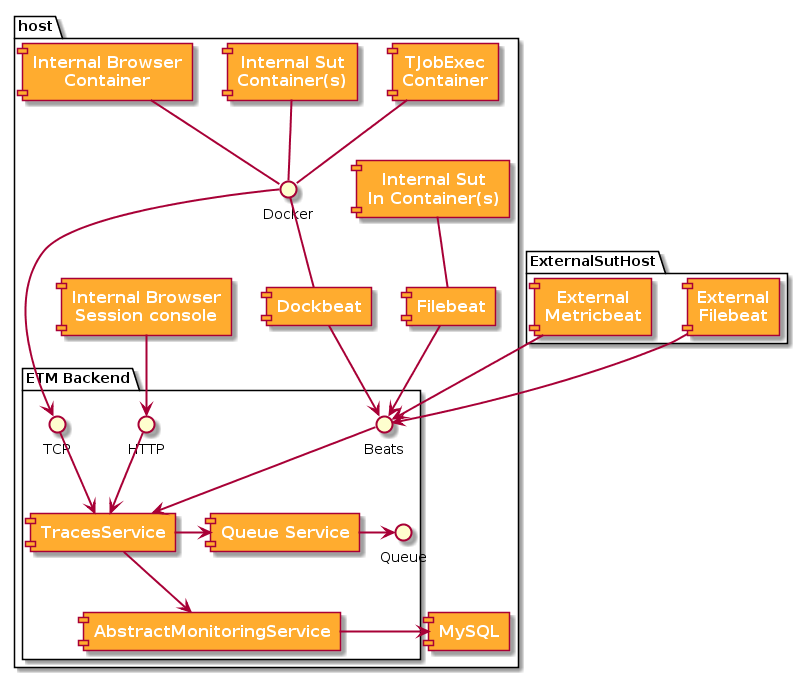 host
Internal Browser
Container
Internal Sut
Container(s)
TJobExec
Container
Internal Sut
In Container(s)
Docker
ExternalSutHost
Internal Browser
Session console
Dockbeat
Filebeat
External
Metricbeat
External
Filebeat
ETM Backend
TCP
HTTP
Beats
TracesService
Queue Service
Queue
AbstractMonitoringService
MySQL